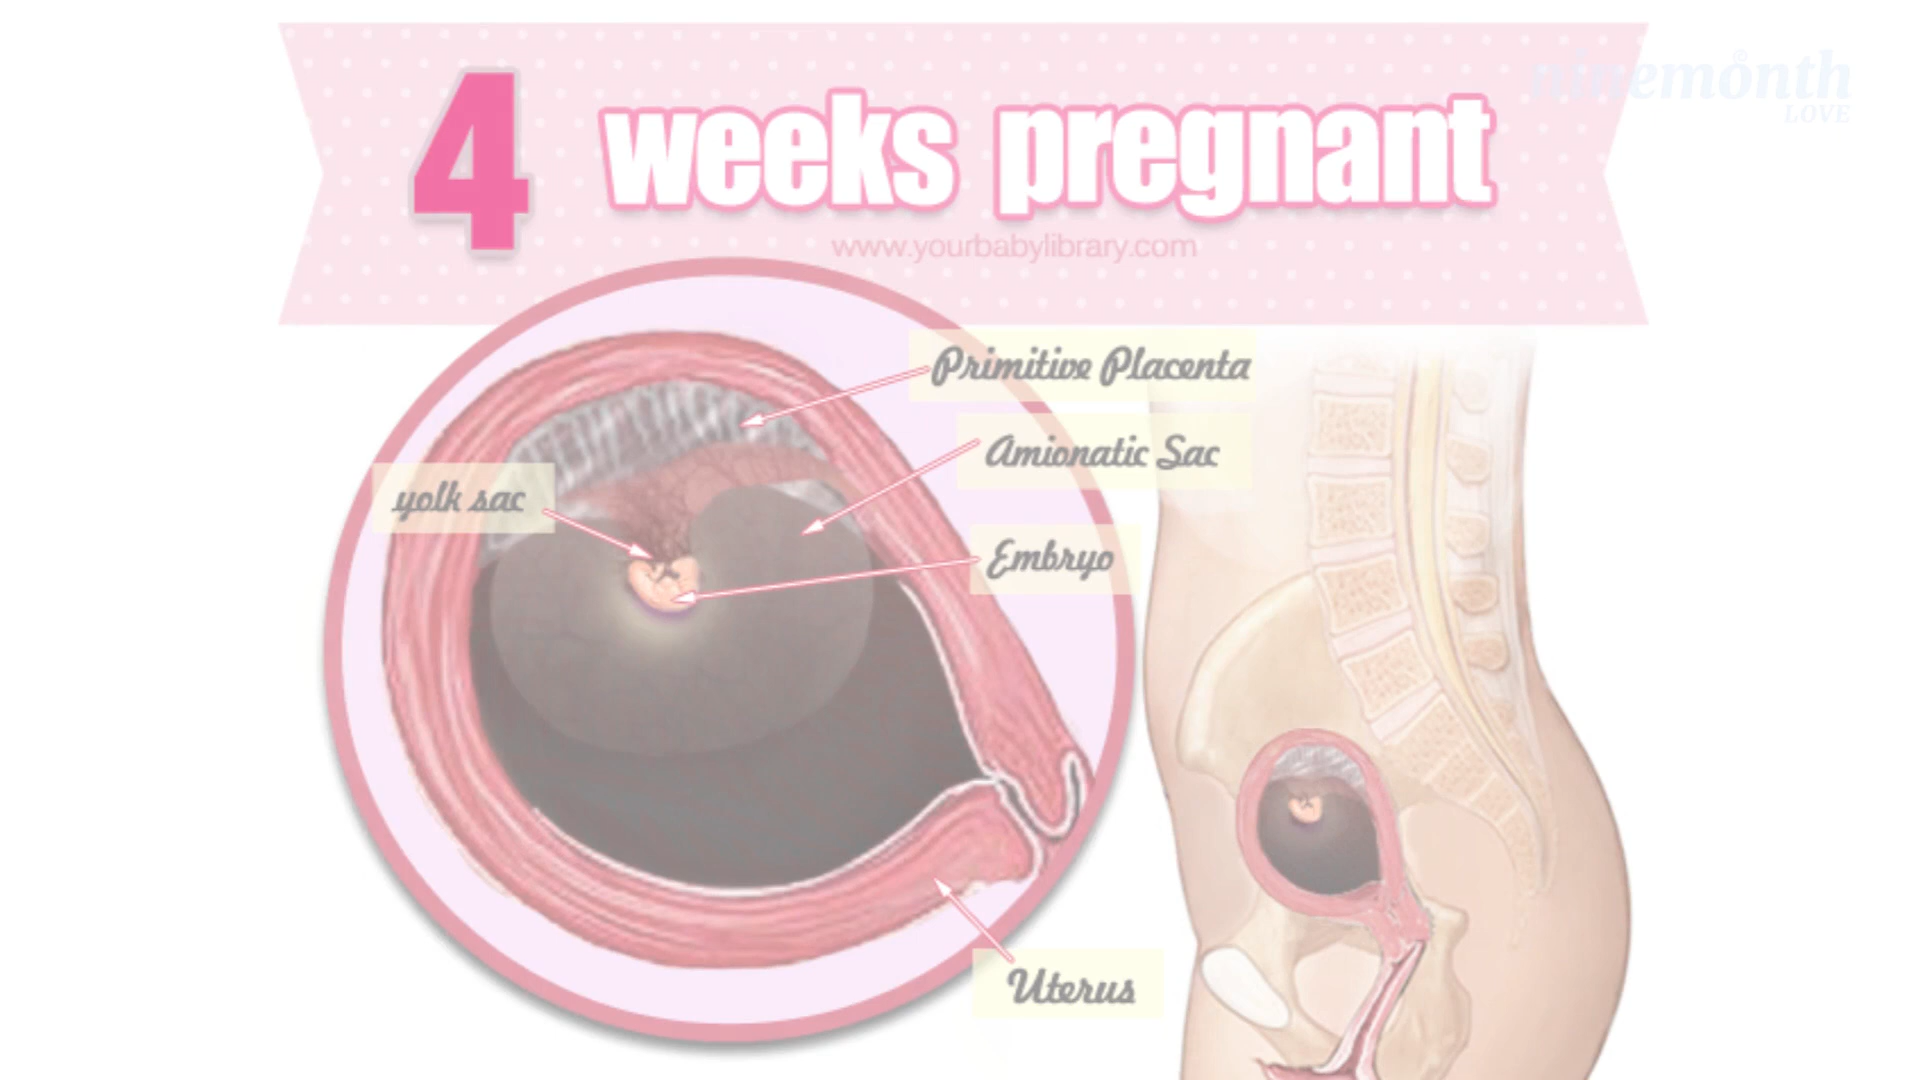 4 weeks pregnant
ninemonth
LOVE
www.yourbabylibrary.com
Primitive Placenta
Amionatic Sac
yolk sac
Embryo
Uterus